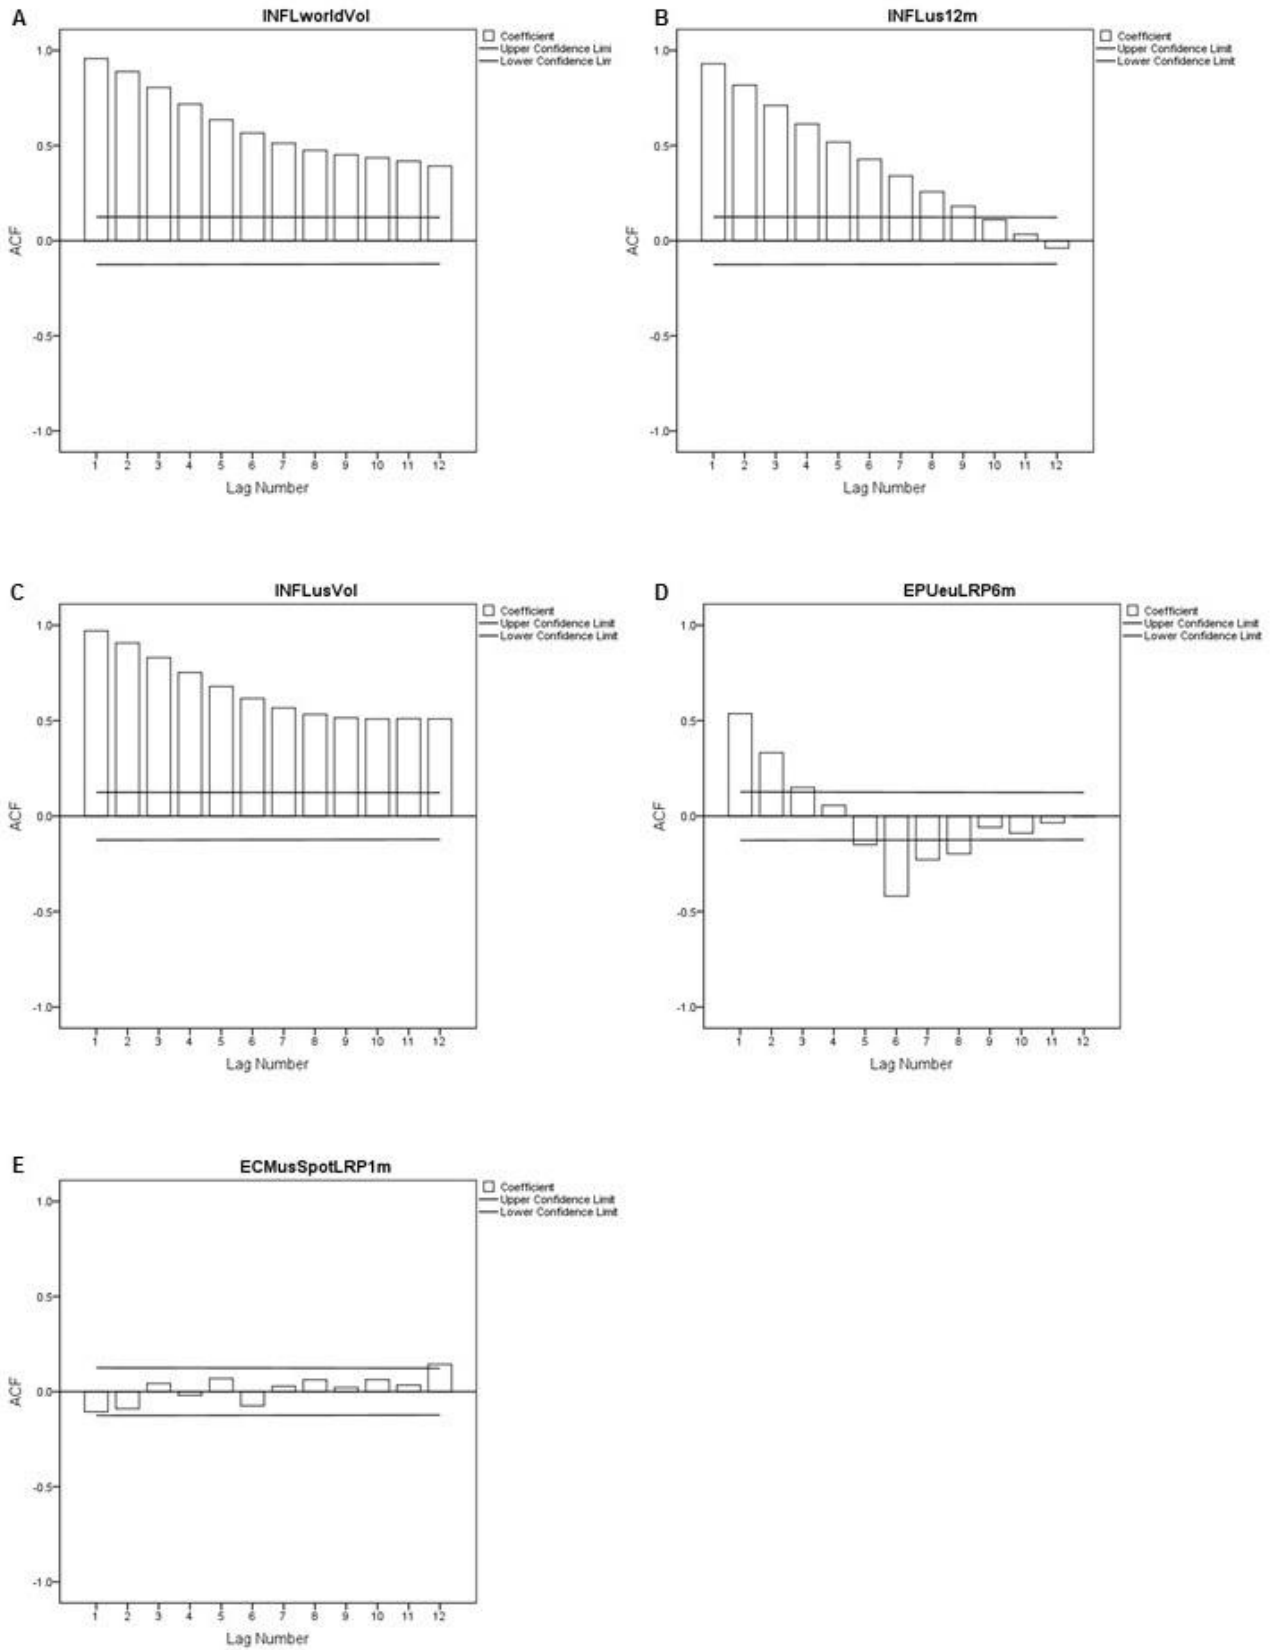 A
INFLworldVol
Coefficient
Upper Confidence Limi
Lower Confidence Lim
1.0
0.5
0.0
-0.5
-1.0
ACF
1 2 3 4 5 6 7 8 9 10 11 12
Lag Number
B
INFLus12m
Coefficient
Upper Confidence Limit
Lower Confidence Limit
1.0
0.5
0.0
-0.5
-1.0
ACF
1 2 3 4 5 6 7 8 9 10 11 12
Lag Number
C
INFLusVol
Coefficient
Upper Confidence Limit
Lower Confidence Limit
1.0
0.5
0.0
-0.5
-1.0
ACF
1 2 3 4 5 6 7 8 9 10 11 12
Lag Number
D
EPUeuLRP6m
Coefficient
Upper Confidence Limit
Lower Confidence Limit
1.0
0.5
0.0
-0.5
-1.0
ACF
1 2 3 4 5 6 7 8 9 10 11 12
Lag Number
E
ECMusSpotLRP1m
Coefficient
Upper Confidence Limit
Lower Confidence Limit
1.0
0.5
0.0
-0.5
-1.0
ACF
1 2 3 4 5 6 7 8 9 10 11 12
Lag Number